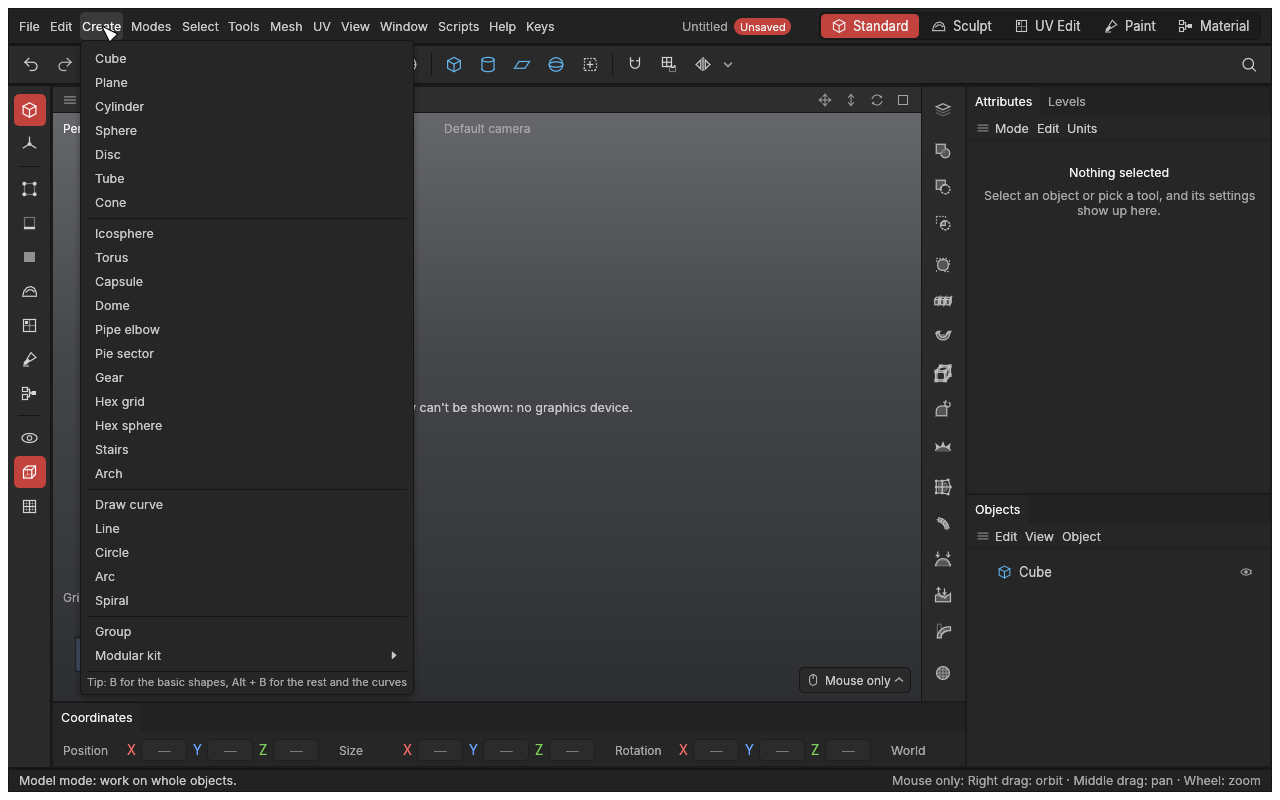 File Edit Create Modes Select Tools Mesh UV View Window Scripts Help Keys Untitled Unsaved Standard Sculpt UV Edit Paint Material
Cube
Plane
Cylinder
Sphere
Disc
Tube
Cone
Icosphere
Torus
Capsule
Dome
Pipe elbow
Pie sector
Gear
Hex grid
Hex sphere
Stairs
Arch
Draw curve
Line
Circle
Arc
Spiral
Group
Modular kit
Tip: B for the basic shapes, Alt + B for the rest and the curves
Default camera
can't be shown: no graphics device.
Mouse only
Attributes Levels
Mode Edit Units
Nothing selected
Select an object or pick a tool, and its settings
show up here.
Objects
Edit View Object
Cube
Coordinates
Position X — Y — Z — Size X — Y — Z — Rotation X — Y — Z — World
Model mode: work on whole objects.
Mouse only: Right drag: orbit · Middle drag: pan · Wheel: zoom